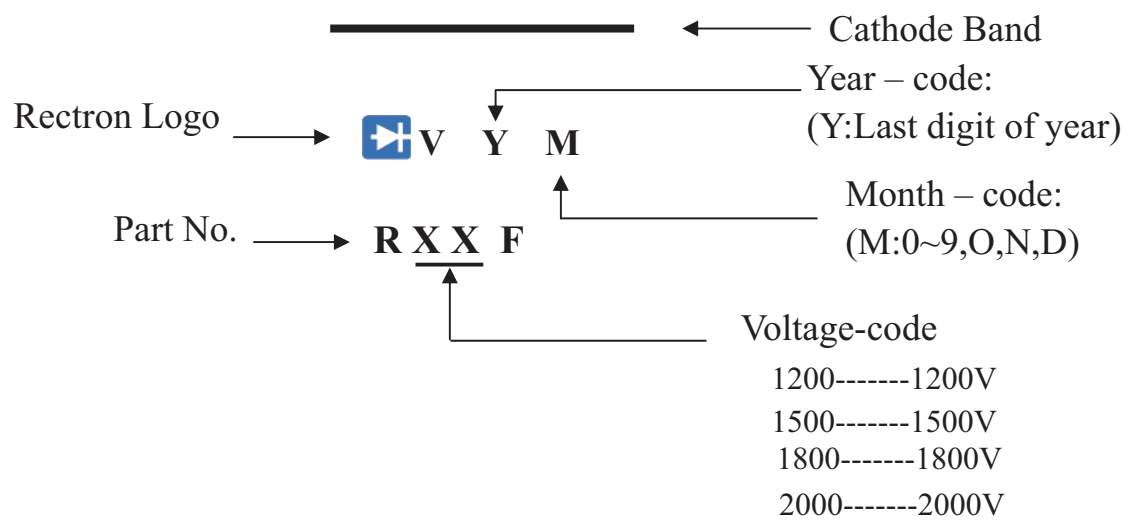 Cathode Band
Year – code:
(Y:Last digit of year)
Rectron Logo
V Y M
Month – code:
(M:0~9,O,N,D)
Part No.
R X X F
Voltage-code
1200-------1200V
1500-------1500V
1800-------1800V
2000-------2000V